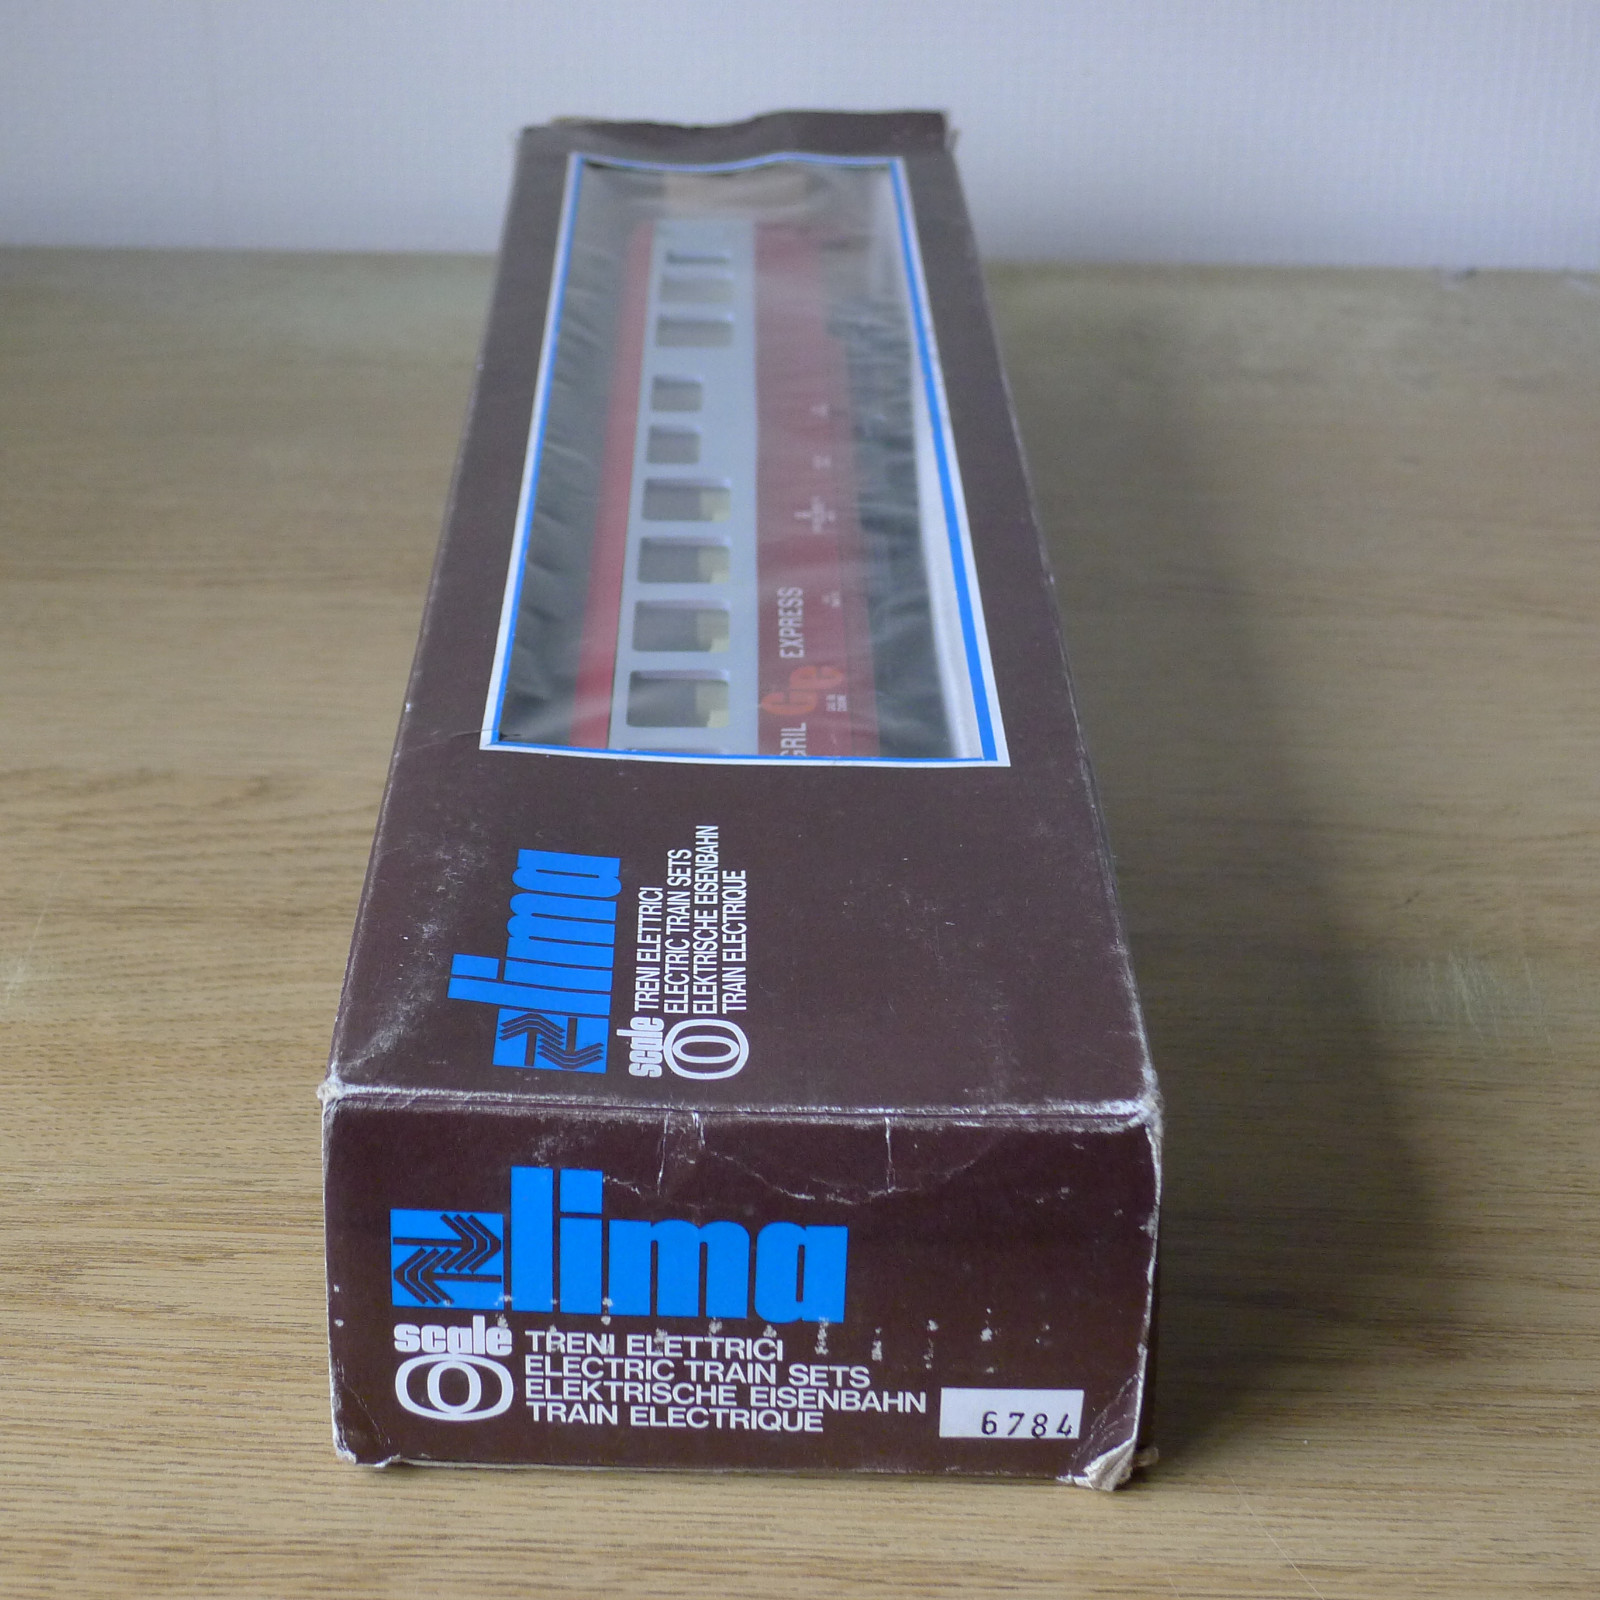 GRIL Ge EXPRESS
lima
scale
O
TRENI ELETTRICI
ELECTRIC TRAIN SETS
ELEKTRISCHE EISENBAHN
TRAIN ELECTRIQUE
lima
scale
O
TRENI ELETTRICI
ELECTRIC TRAIN SETS
ELEKTRISCHE EISENBAHN
TRAIN ELECTRIQUE
6784